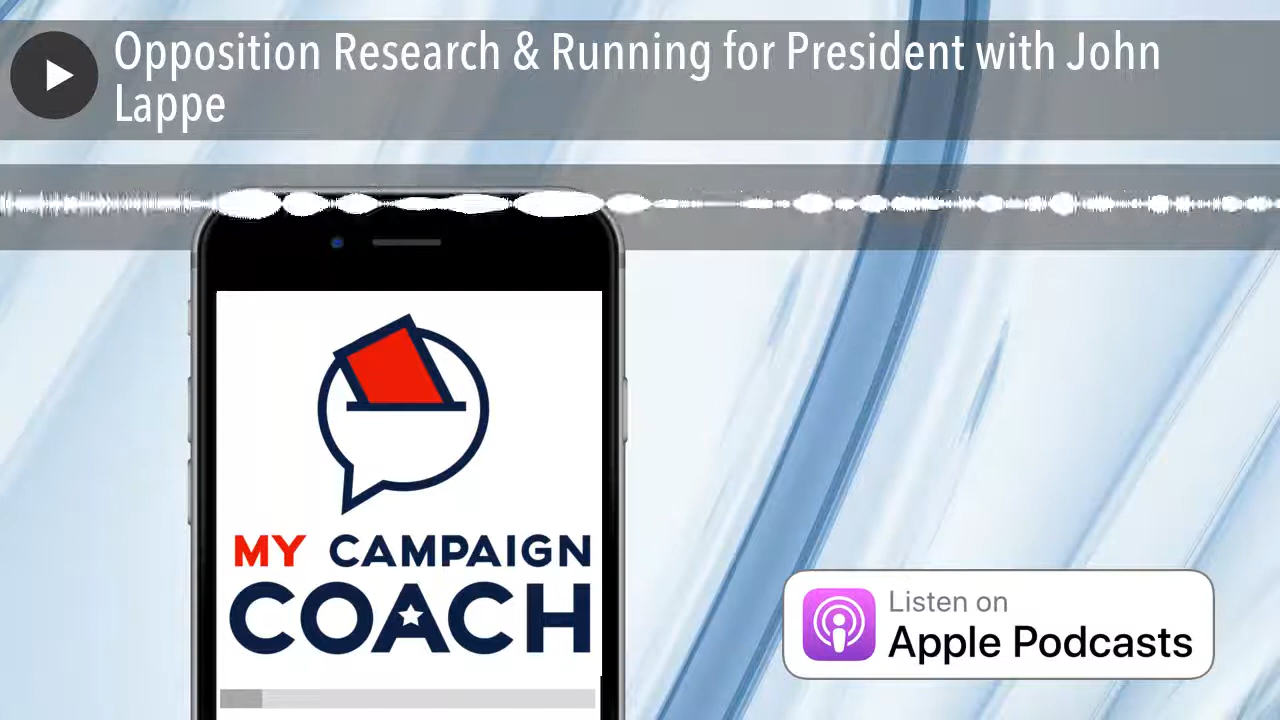 Opposition Research & Running for President with John
Lappe
MY CAMPAIGN
COACH
Listen on
Apple Podcasts